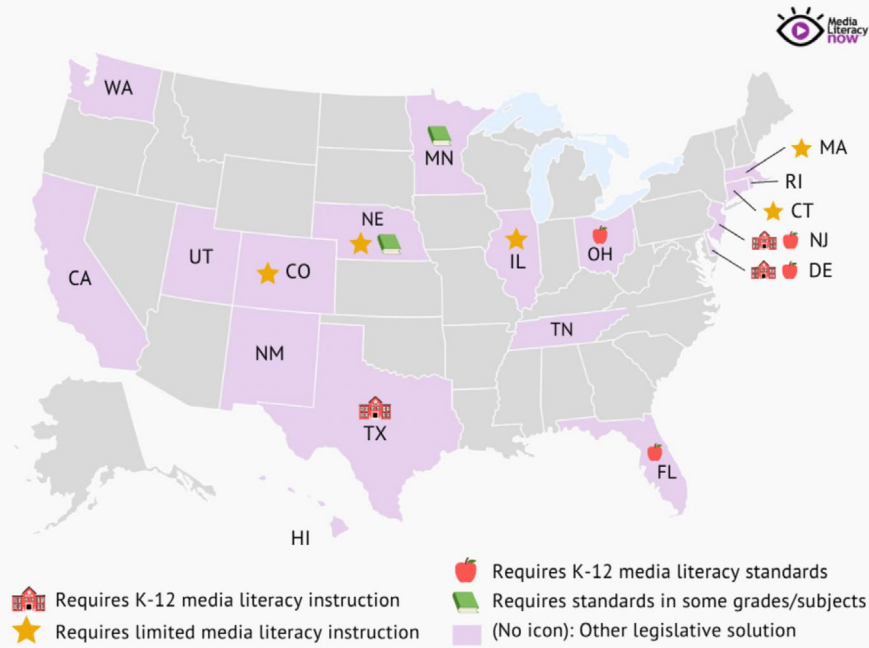 Media
Literacy
now
WA
MN
MA
RI
NE
CT
UT
CO
IL
OH
NJ
CA
DE
TN
NM
TX
FL
HI
Requires K-12 media literacy standards
Requires K-12 media literacy instruction
Requires standards in some grades/subjects
Requires limited media literacy instruction
(No icon): Other legislative solution